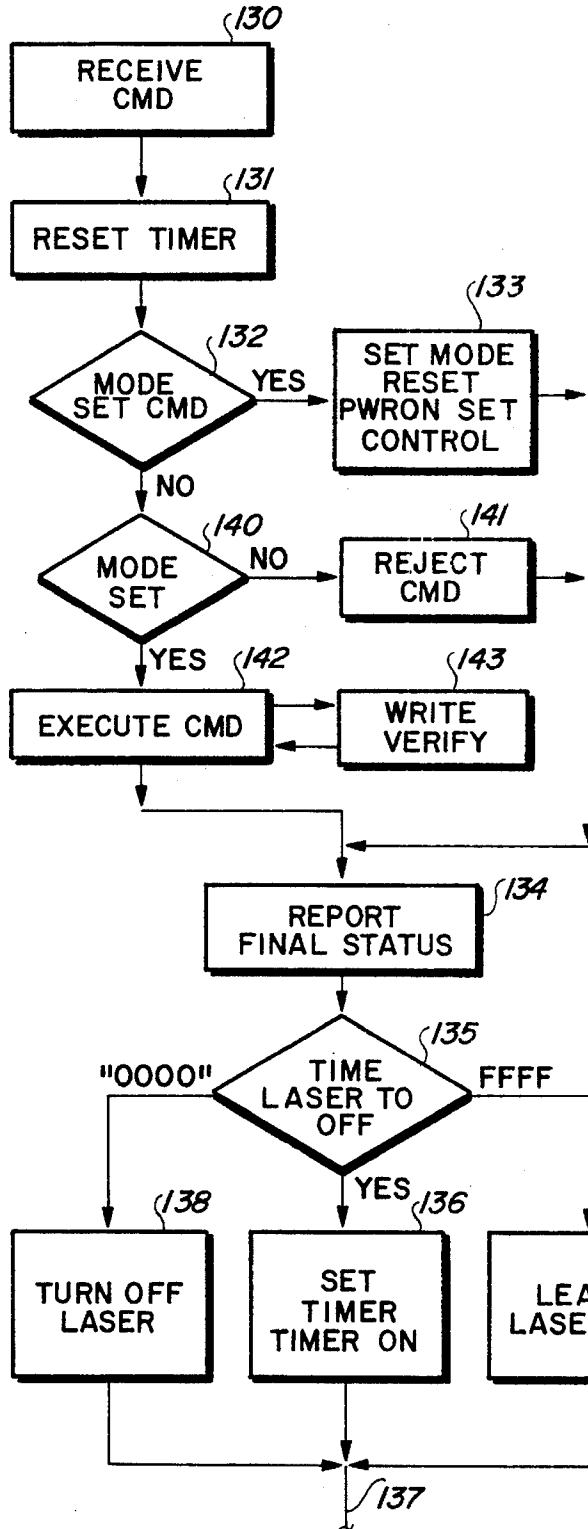 130
RECEIVE
CMD
131
RESET TIMER
132
MODE
SET CMD
YES
133
SET MODE
RESET
PWRON SET
CONTROL
NO
140
MODE
SET
NO
141
REJECT
CMD
YES
142
EXECUTE CMD
143
WRITE
VERIFY
134
REPORT
FINAL STATUS
135
TIME
LASER TO
OFF
"0000"
FFFF
YES
138
TURN OFF
LASER
136
SET
TIMER
TIMER ON
LEA
LASE
137